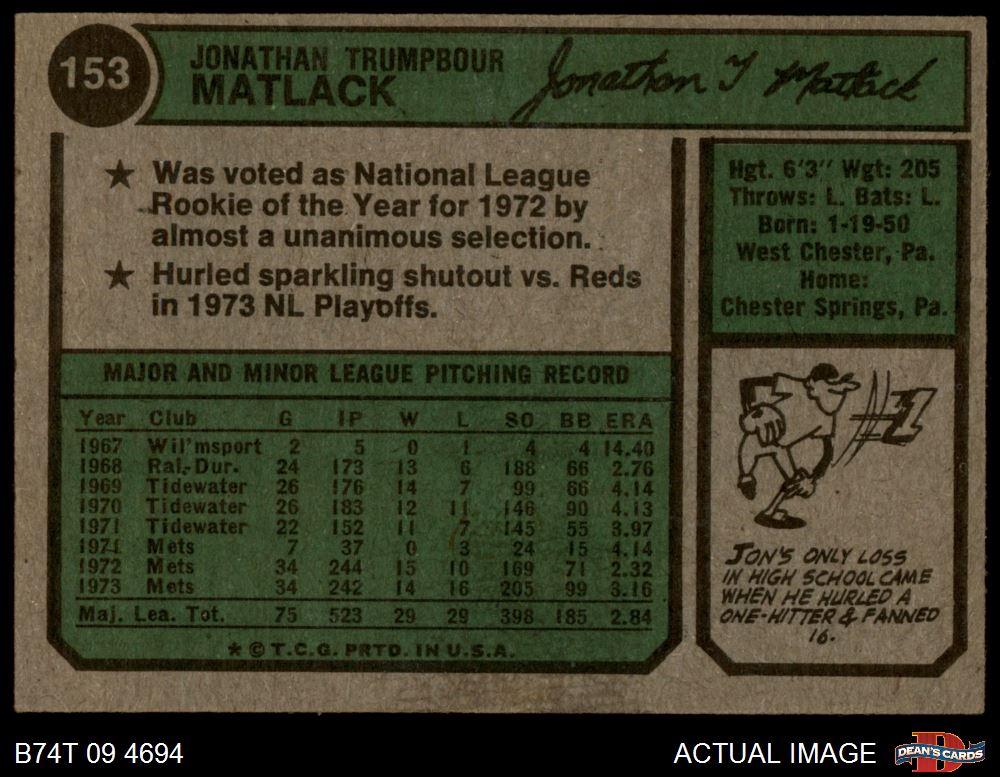 153
JONATHAN TRUMPBOUR
MATLACK
Jonathan T Matlack
★ Was voted as National League
Rookie of the Year for 1972 by
almost a unanimous selection.
★ Hurled sparkling shutout vs. Reds
in 1973 NL Playoffs.
Hgt. 6'3" Wgt: 205
Throws: L. Bats: L.
Born: 1-19-50
West Chester, Pa.
Home:
Chester Springs, Pa.
MAJOR AND MINOR LEAGUE PITCHING RECORD
Year Club G IP W L SO BB ERA
1967 Wil'msport 2 5 0 1 4 4 14.40
1968 Ral.-Dur. 24 173 13 6 188 66 2.76
1969 Tidewater 26 176 14 7 99 66 4.14
1970 Tidewater 26 183 12 11 146 90 4.13
1971 Tidewater 22 152 11 7 145 55 3.97
1971 Mets 7 37 0 3 24 15 4.14
1972 Mets 34 244 15 10 169 71 2.32
1973 Mets 34 242 14 16 205 99 3.16
Maj. Lea. Tot. 75 523 29 29 398 185 2.84
★ © T.C.G. PRTD. IN U.S.A.
#1
JON'S ONLY LOSS
IN HIGH SCHOOL CAME
WHEN HE HURLED A
ONE-HITTER & FANNED
16.
B74T 09 4694
ACTUAL IMAGE
DEAN'S CARDS